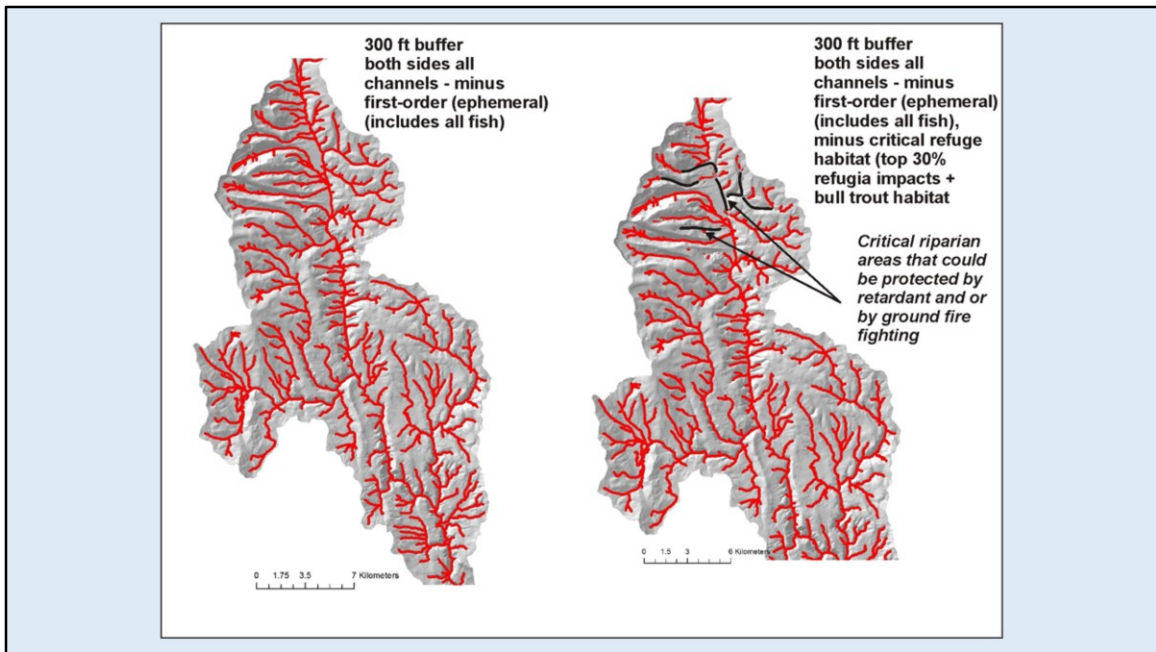 300 ft buffer
both sides all
channels - minus
first-order (ephemeral)
(includes all fish)
0 1.75 3.5 7 Kilometers
300 ft buffer
both sides all
channels - minus
first-order (ephemeral)
(includes all fish),
minus critical refuge
habitat (top 30%
refugia impacts +
bull trout habitat
Critical riparian
areas that could
be protected by
retardant and or
by ground fire
fighting
0 1.5 3 6 Kilometers